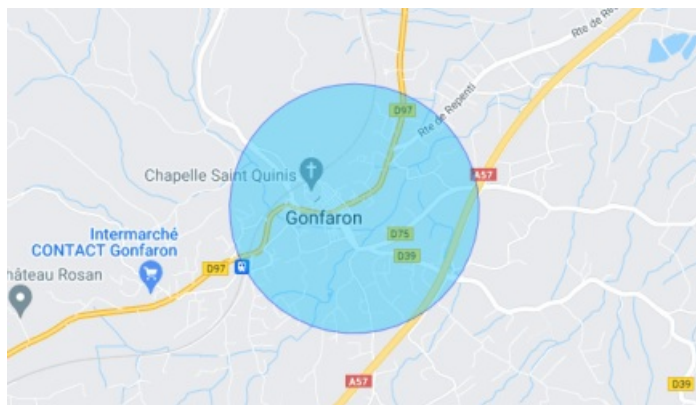 Rte de Re
D97
Rte de Repenti
Chapelle Saint Quinis
A57
Gonfaron
Intermarché
CONTACT Gonfaron
D75
D39
D97
hâteau Rosan
A57
D39